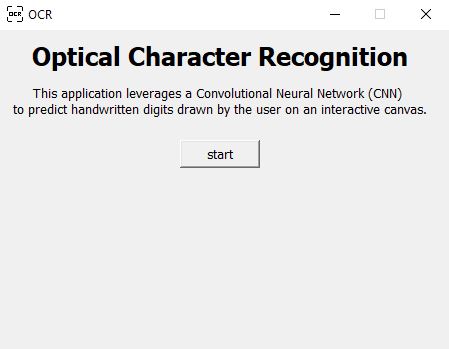 OCR
OCR
Optical Character Recognition
This application leverages a Convolutional Neural Network (CNN)
to predict handwritten digits drawn by the user on an interactive canvas.
start